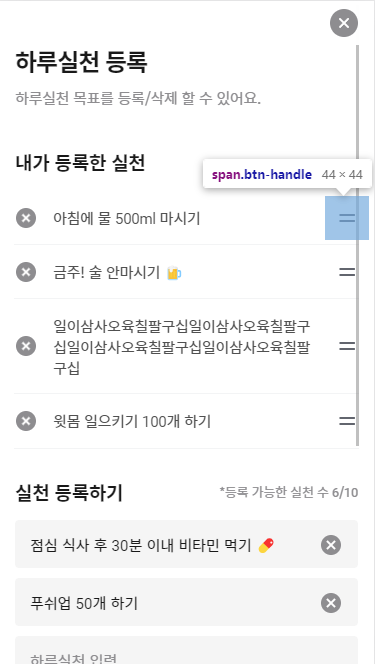 하루실천 등록
하루실천 목표를 등록/삭제 할 수 있어요.
내가 등록한 실천
span.btn-handle 44 × 44
아침에 물 500ml 마시기
금주! 술 안마시기 🍺
일이삼사오육칠팔구십일이삼사오육칠팔구
십일이삼사오육칠팔구십일이삼사오육칠팔
구십
윗몸 일으키기 100개 하기
실천 등록하기 *등록 가능한 실천 수 6/10
점심 식사 후 30분 이내 비타민 먹기 💊
푸쉬업 50개 하기
하루실천 입력